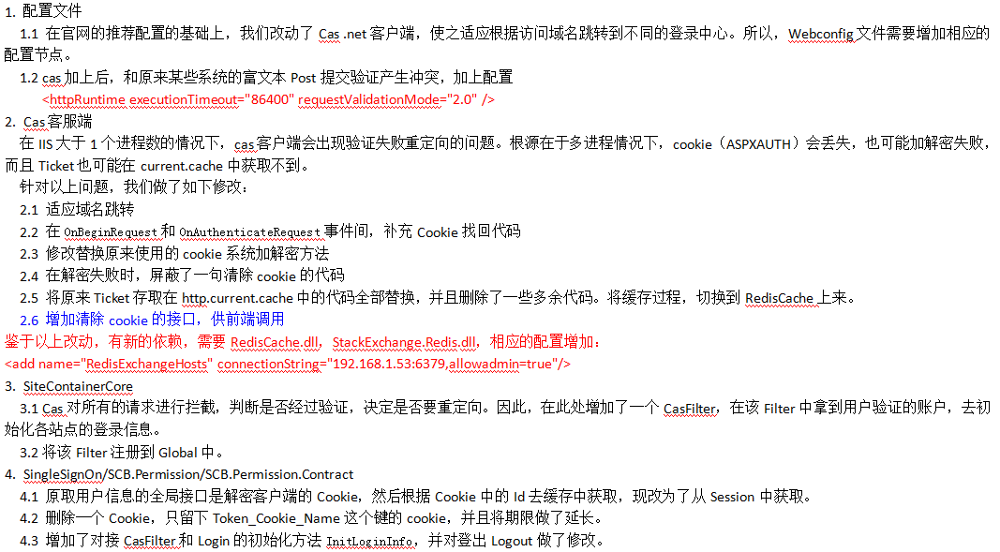 1. 配置文件
1.1 在官网的推荐配置的基础上，我们改动了 Cas .net 客户端，使之适应根据访问域名跳转到不同的登录中心。所以，Webconfig 文件需要增加相应的
配置节点。
1.2 cas 加上后，和原来某些系统的富文本 Post 提交验证产生冲突，加上配置
<httpRuntime executionTimeout="86400" requestValidationMode="2.0" />
2. Cas 客服端
在 IIS 大于 1 个进程数的情况下，cas 客户端会出现验证失败重定向的问题。根源在于多进程情况下，cookie（ASPXAUTH）会丢失，也可能加解密失败，
而且 Ticket 也可能在 current.cache 中获取不到。
针对以上问题，我们做了如下修改：
2.1 适应域名跳转
2.2 在 OnBeginRequest 和 OnAuthenticateRequest 事件间，补充 Cookie 找回代码
2.3 修改替换原来使用的 cookie 系统加解密方法
2.4 在解密失败时，屏蔽了一句清除 cookie 的代码
2.5 将原来 Ticket 存取在 http.current.cache 中的代码全部替换，并且删除了一些多余代码。将缓存过程，切换到 RedisCache 上来。
2.6 增加清除 cookie 的接口，供前端调用
鉴于以上改动，有新的依赖，需要 RedisCache.dll，StackExchange.Redis.dll，相应的配置增加：
<add name="RedisExchangeHosts" connectionString="192.168.1.53:6379,allowadmin=true"/>
3. SiteContainerCore
3.1 Cas 对所有的请求进行拦截，判断是否经过验证，决定是否要重定向。因此，在此处增加了一个 CasFilter，在该 Filter 中拿到用户验证的账户，去初
始化各站点的登录信息。
3.2 将该 Filter 注册到 Global 中。
4. SingleSignOn/SCB.Permission/SCB.Permission.Contract
4.1 原取用户信息的全局接口是解密客户端的 Cookie，然后根据 Cookie 中的 Id 去缓存中获取，现改为了从 Session 中获取。
4.2 删除一个 Cookie，只留下 Token_Cookie_Name 这个键的 cookie，并且将期限做了延长。
4.3 增加了对接 CasFilter 和 Login 的初始化方法 InitLoginInfo，并对登出 Logout 做了修改。